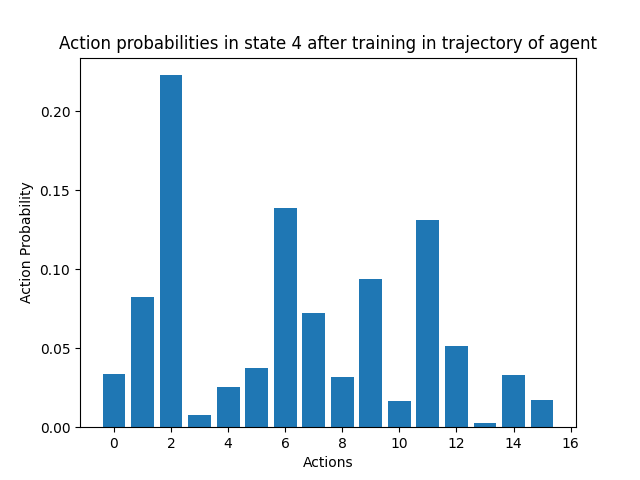 Action probabilities in state 4 after training in trajectory of agent
0.20
0.15
0.10
0.05
0.00
Action Probability
0 2 4 6 8 10 12 14 16
Actions